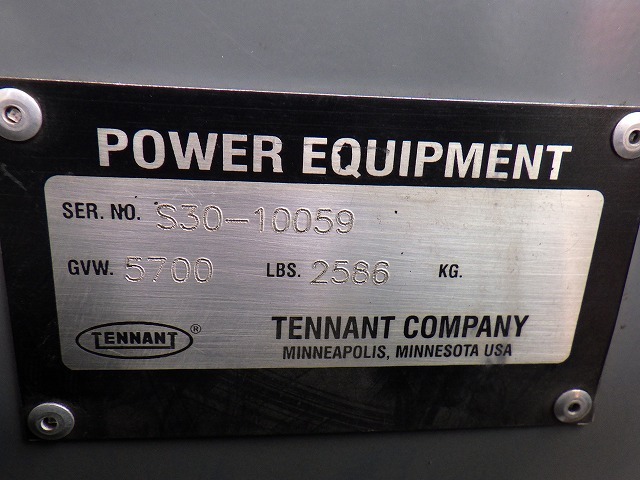 POWER EQUIPMENT
SER. NO. S30-10059
GVW. 5700 LBS. 2586 KG.
TENNANT ® TENNANT COMPANY
MINNEAPOLIS, MINNESOTA USA